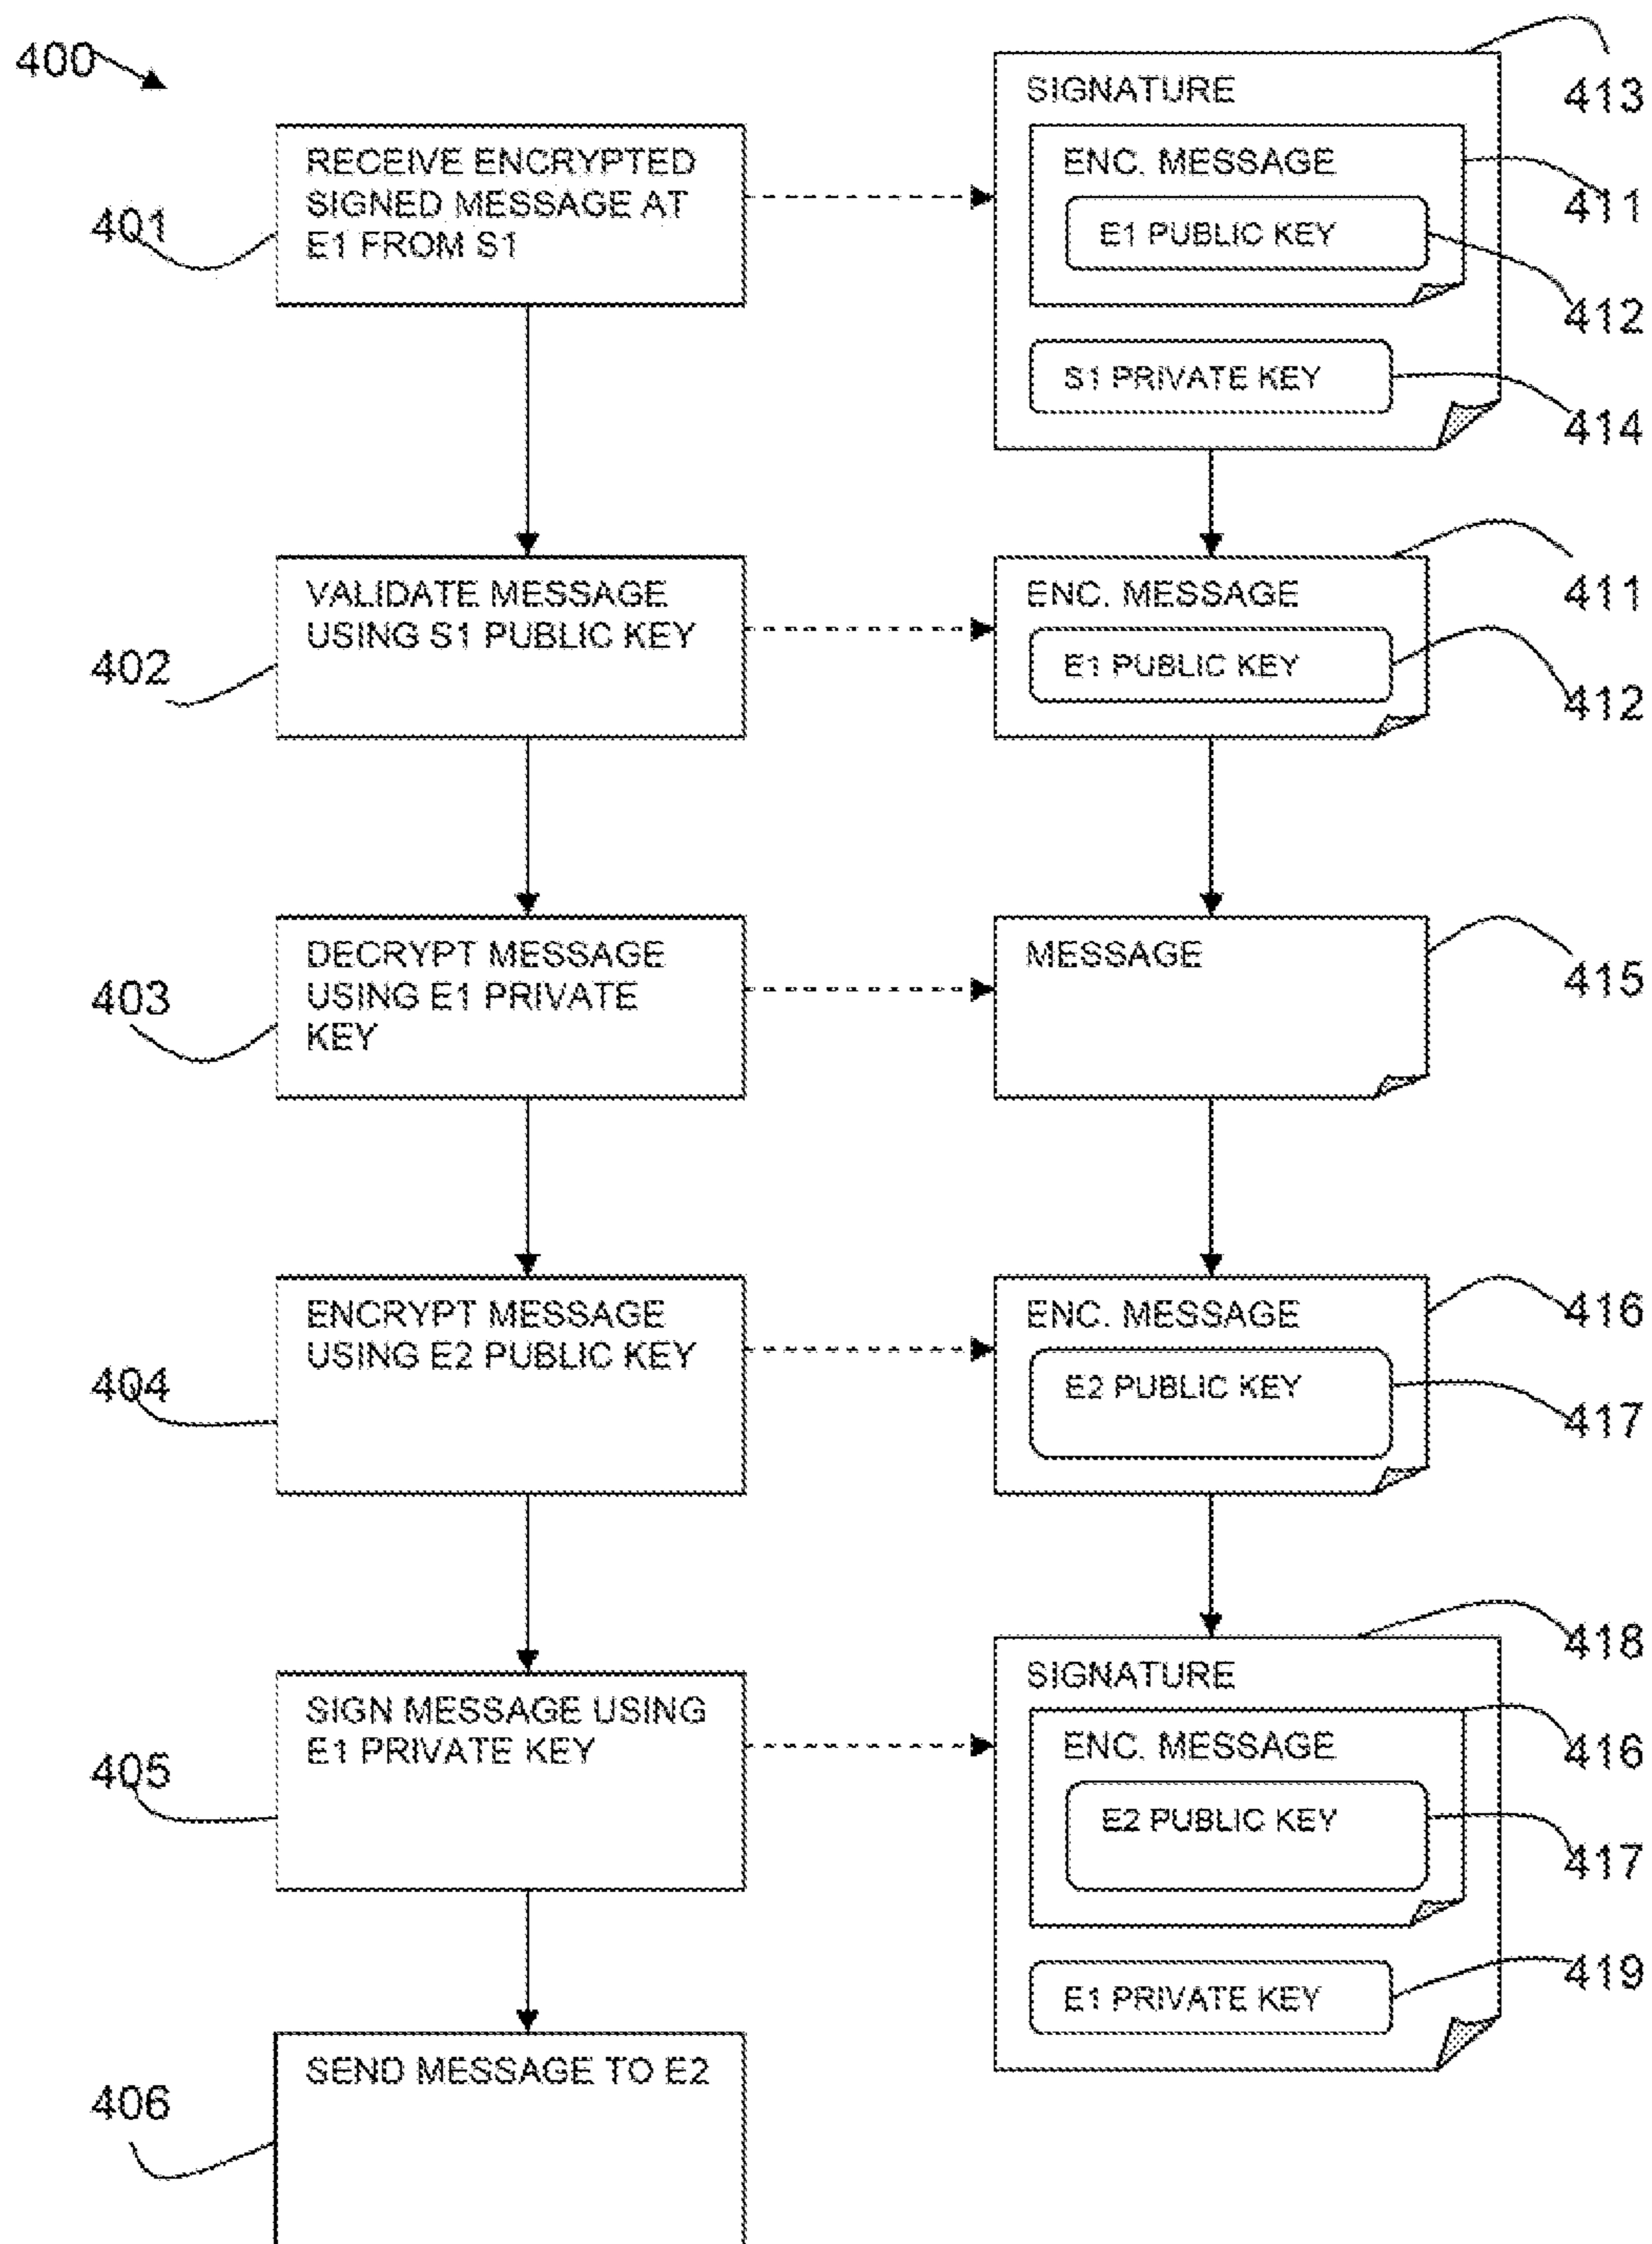 400
413
SIGNATURE
RECEIVE ENCRYPTED
SIGNED MESSAGE AT
E1 FROM S1
ENC. MESSAGE
411
401
E1 PUBLIC KEY
412
S1 PRIVATE KEY
414
VALIDATE MESSAGE
USING S1 PUBLIC KEY
ENC. MESSAGE
411
402
E1 PUBLIC KEY
412
DECRYPT MESSAGE
USING E1 PRIVATE
KEY
MESSAGE
415
403
ENCRYPT MESSAGE
USING E2 PUBLIC KEY
ENC. MESSAGE
416
404
E2 PUBLIC KEY
417
418
SIGNATURE
SIGN MESSAGE USING
E1 PRIVATE KEY
ENC. MESSAGE
416
405
E2 PUBLIC KEY
417
419
E1 PRIVATE KEY
SEND MESSAGE TO E2
406